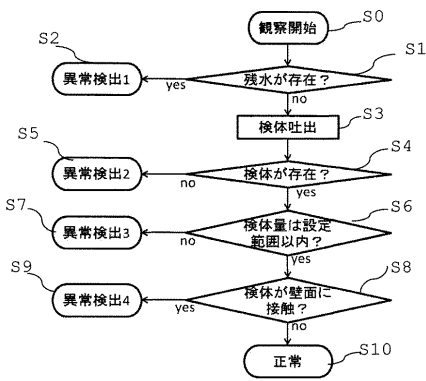 S0
観察開始
S2
S1
異常検出1
yes
残水が存在？
no
S3
検体吐出
S5
S4
異常検出2
no
検体が存在？
yes
S7
S6
異常検出3
no
検体量は設定
範囲以内？
yes
S9
S8
異常検出4
yes
検体が壁面に
接触？
no
正常
S10